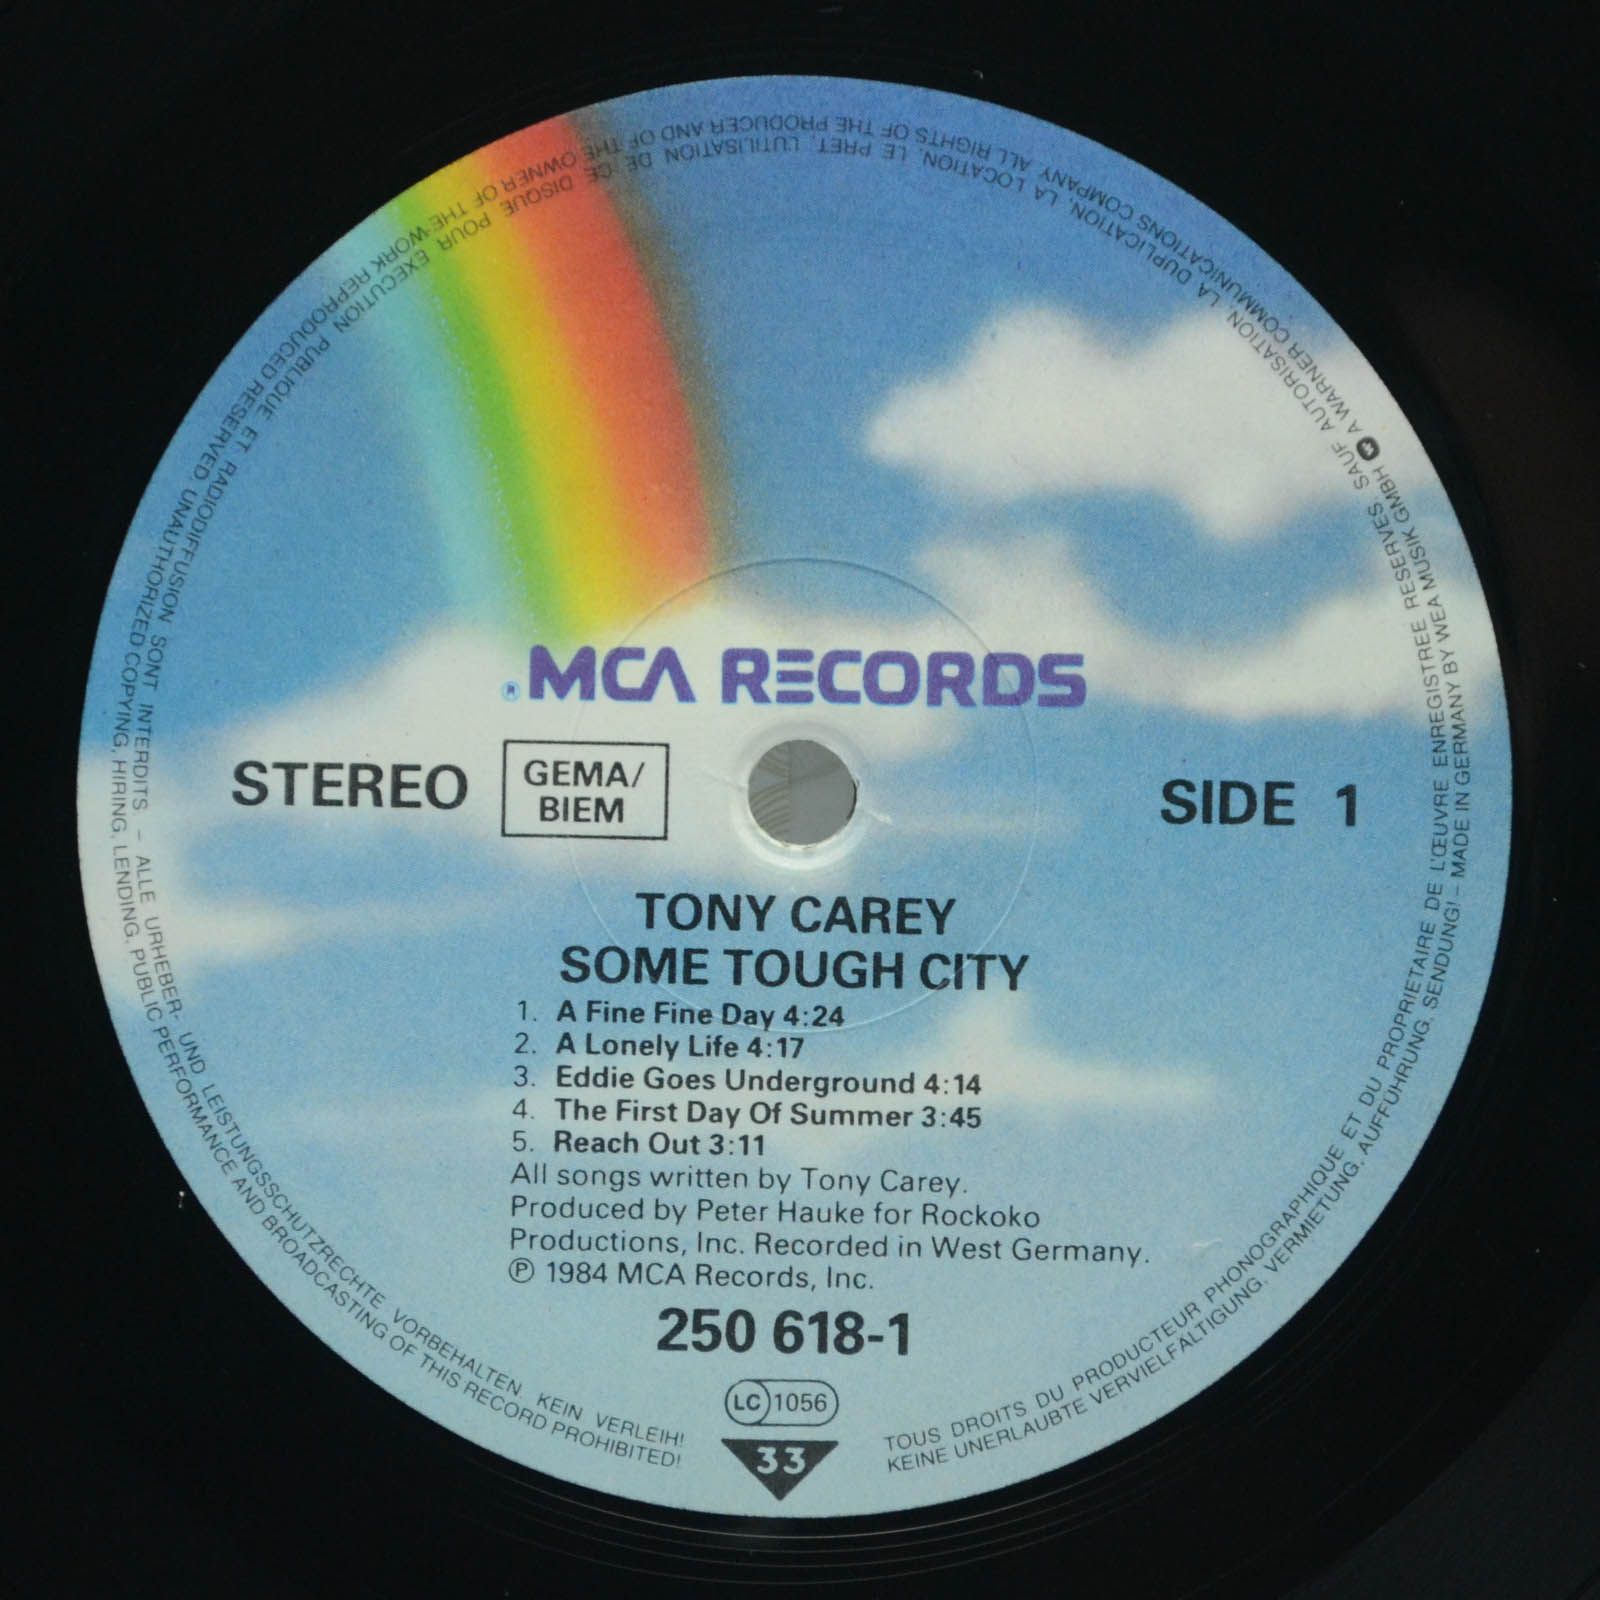 ® MCA RECORDS
STEREO
GEMA/
BIEM
SIDE 1
TONY CAREY
SOME TOUGH CITY
1. A Fine Fine Day 4:24
2. A Lonely Life 4:17
3. Eddie Goes Underground 4:14
4. The First Day Of Summer 3:45
5. Reach Out 3:11
All songs written by Tony Carey.
Produced by Peter Hauke for Rockoko
Productions, Inc. Recorded in West Germany.
℗ 1984 MCA Records, Inc.
250 618-1
LC 1056
33
TOUS DROITS DU PRODUCTEUR PHONOGRAPHIQUE ET DU PROPRIETAIRE DE L'ŒUVRE ENREGISTREE RESERVES. SAUF AUTORISATION, LA DUPLICATION, LA LOCATION, LE PRET, L'UTILISATION DE CE DISQUE POUR EXECUTION PUBLIQUE ET RADIODIFFUSION SONT INTERDITS – ALLE URHEBER- UND LEISTUNGSSCHUTZRECHTE VORBEHALTEN. KEIN VERLEIH!
KEINE UNERLAUBTE VERVIELFÄLTIGUNG, VERMIETUNG, AUFFÜHRUNG, SENDUNG! – MADE IN GERMANY BY WEA MUSIK GMBH A WARNER COMMUNICATIONS COMPANY ALL RIGHTS OF THE PRODUCER AND OF THE OWNER OF THE WORK REPRODUCED RESERVED. UNAUTHORIZED COPYING, HIRING, LENDING, PUBLIC PERFORMANCE AND BROADCASTING OF THIS RECORD PROHIBITED!